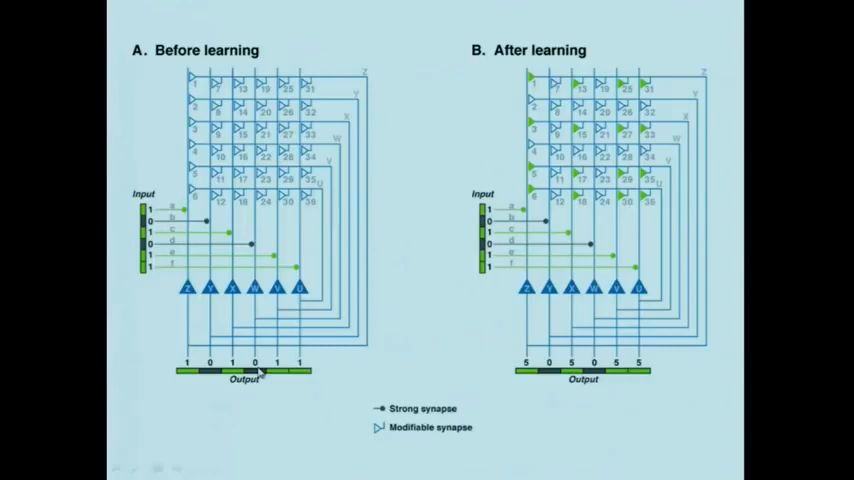 A. Before learning
Z
1 7 13 19 25 31
Y
2 8 14 20 26 32
X
3 9 15 21 27 33
W
4 10 16 22 28 34
V
5 11 17 23 29 35
U
6 12 18 24 30 36
Input
1 a
0 b
1 c
0 d
1 e
1 f
Z Y X W V U
1 0 1 0 1 1
Output
B. After learning
Z
1 7 13 19 25 31
Y
2 8 14 20 26 32
X
3 9 15 21 27 33
W
4 10 16 22 28 34
V
5 11 17 23 29 35
U
6 12 18 24 30 36
Input
1 a
0 b
1 c
0 d
1 e
1 f
Z Y X W V U
5 0 5 0 5 5
Output
Strong synapse
Modifiable synapse